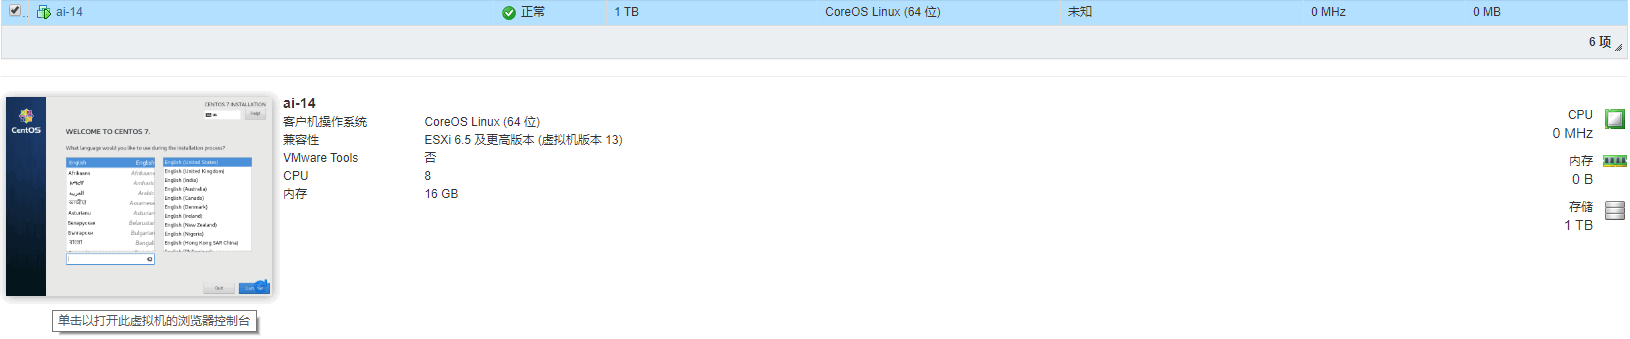 ai-14 正常 1 TB CoreOS Linux (64 位) 未知 0 MHz 0 MB
6 项
CENTOS 7 INSTALLATION
Help!
CentOS
WELCOME TO CENTOS 7.
What language would you like to use during the installation process?
English English English (United States)
Afrikaans Afrikaans English (United Kingdom)
አማርኛ Amharic English (India)
العربية Arabic English (Australia)
অসমীয়া Assamese English (Canada)
Asturianu Asturian English (Denmark)
Беларуская Belarusian English (Ireland)
Български Bulgarian English (New Zealand)
বাংলা Bengali English (Nigeria)
English (Hong Kong SAR China)
Quit
单击以打开此虚拟机的浏览器控制台
ai-14
客户机操作系统 CoreOS Linux (64 位)
兼容性 ESXi 6.5 及更高版本 (虚拟机版本 13)
VMware Tools 否
CPU 8
内存 16 GB
CPU
0 MHz
内存
0 B
存储
1 TB